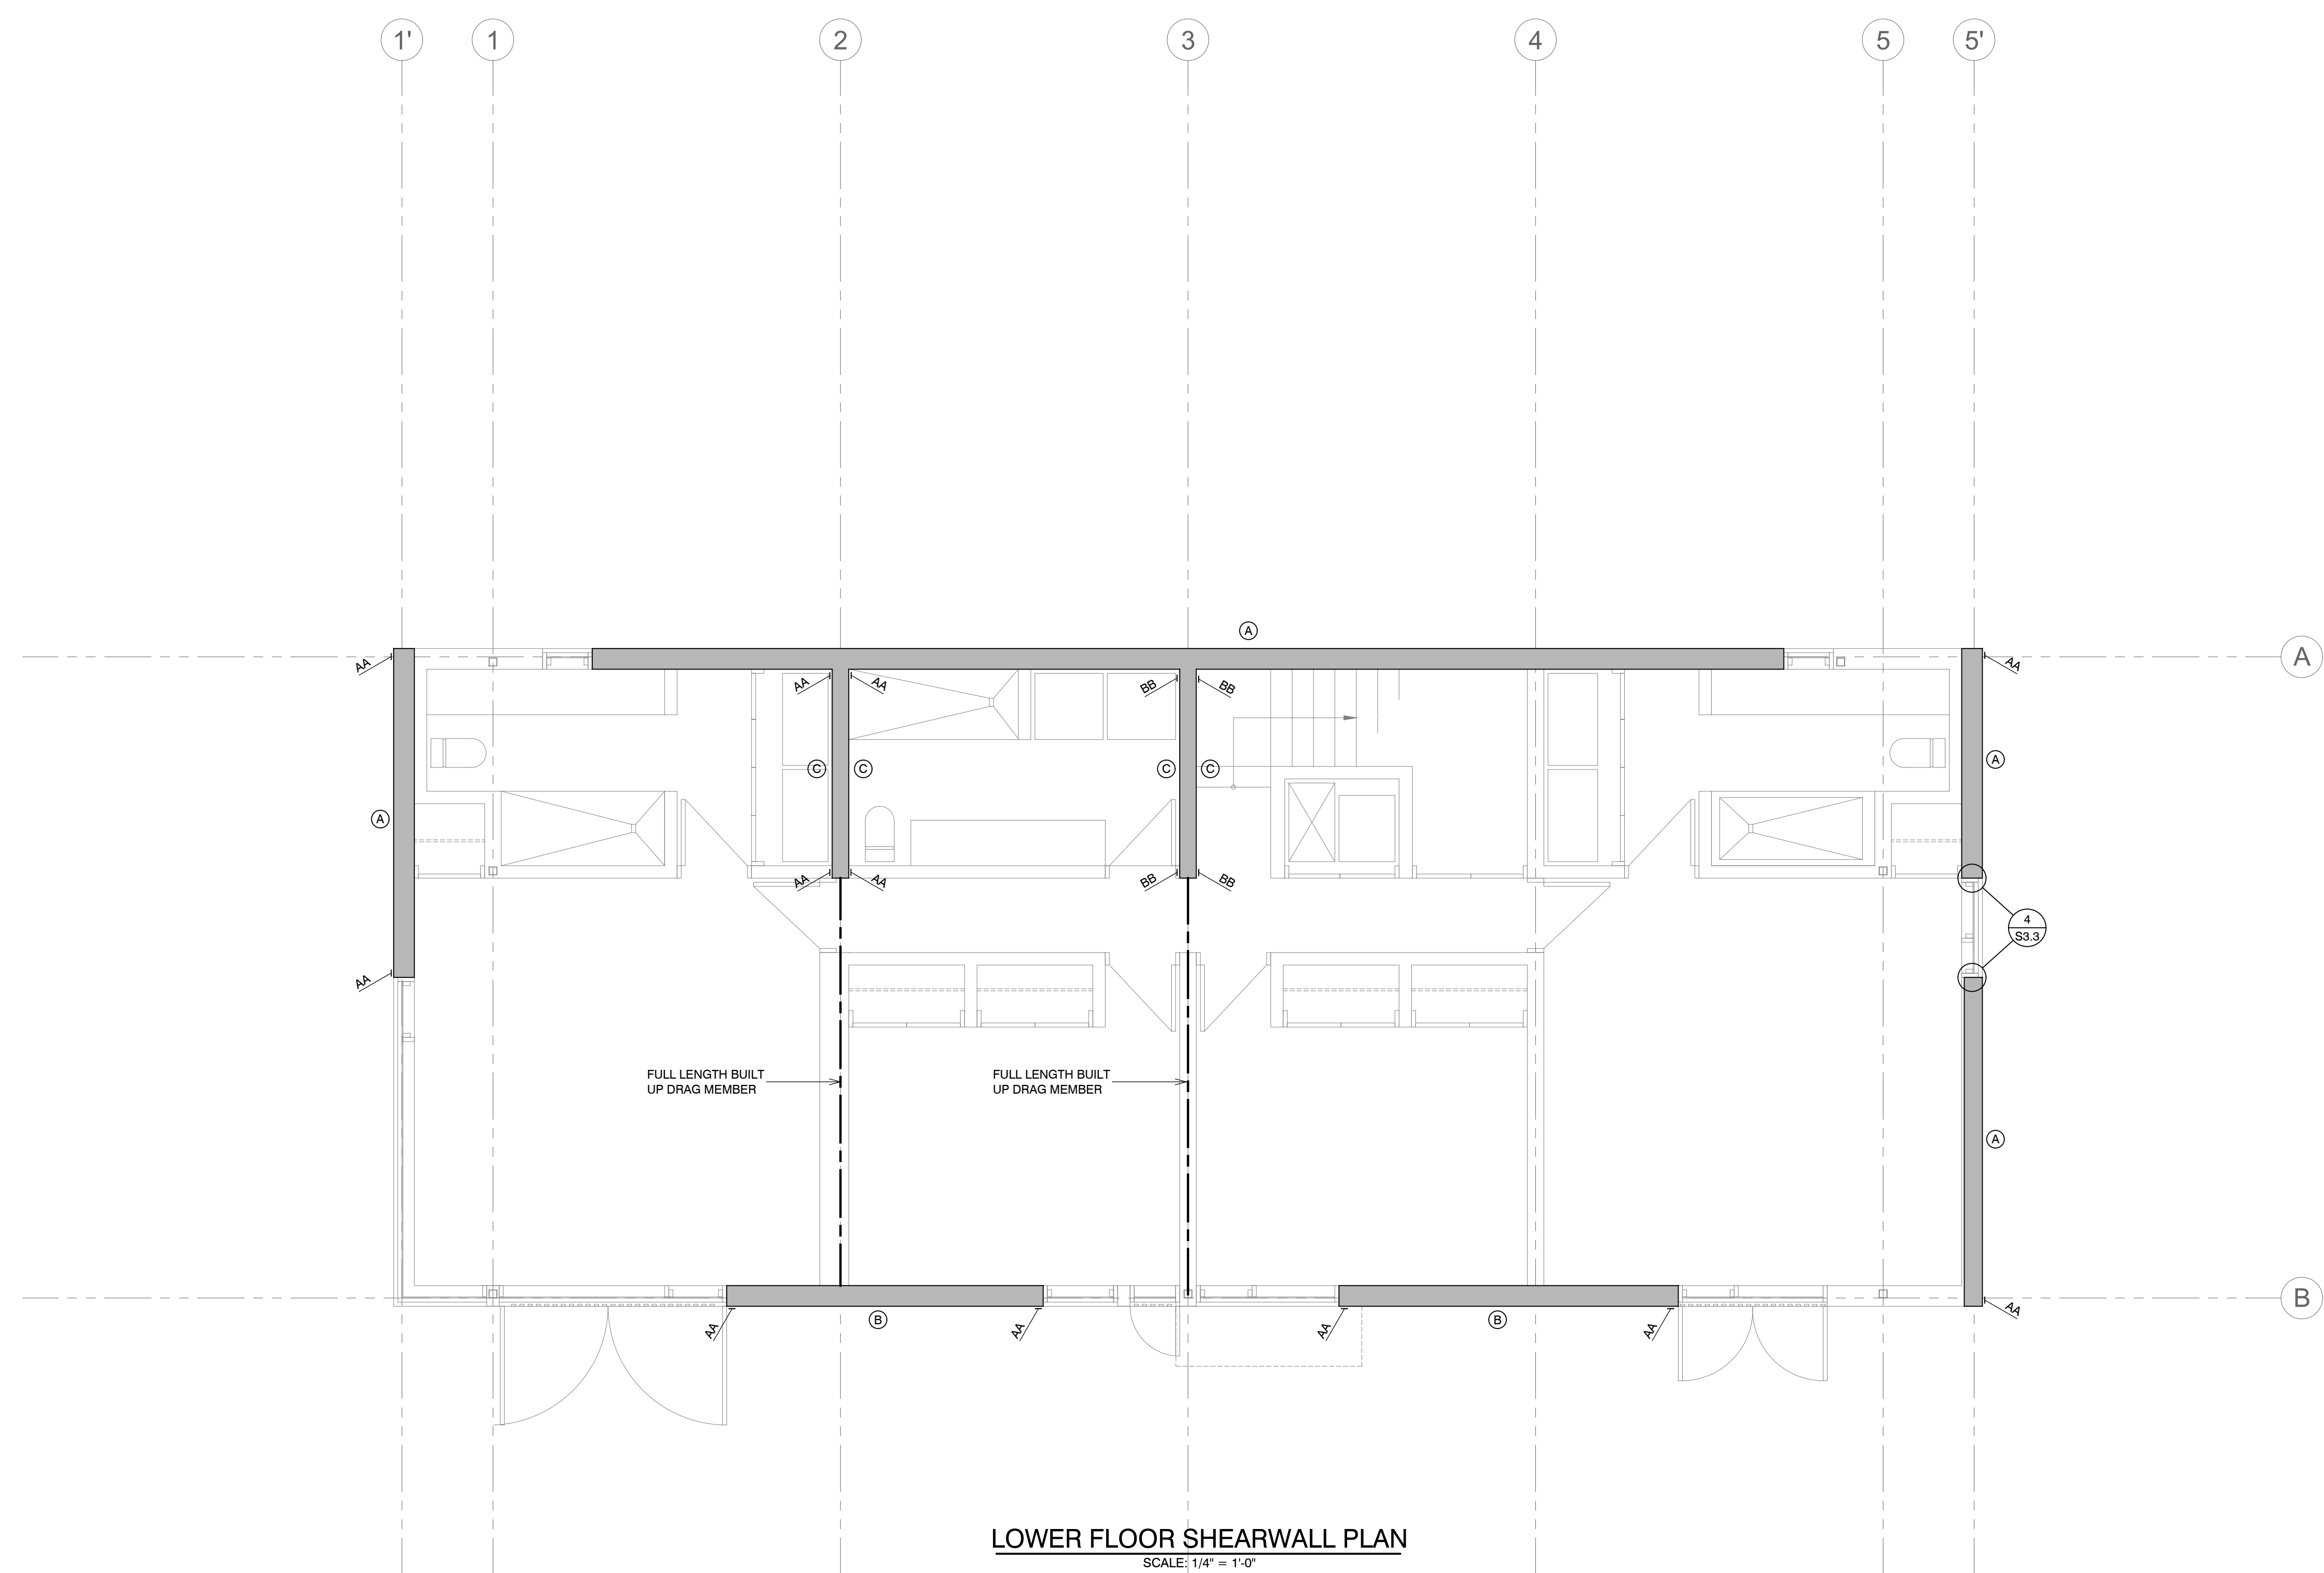 1' 1 2 3 4 5 5'
A
A
AA AA
AA AA BB BB
A
C C C C
A
AA AA BB BB
4
S3.3
AA
FULL LENGTH BUILT
UP DRAG MEMBER
FULL LENGTH BUILT
UP DRAG MEMBER
A
B
AA
B B
AA AA AA AA
LOWER FLOOR SHEARWALL PLAN
SCALE: 1/4" = 1'-0"